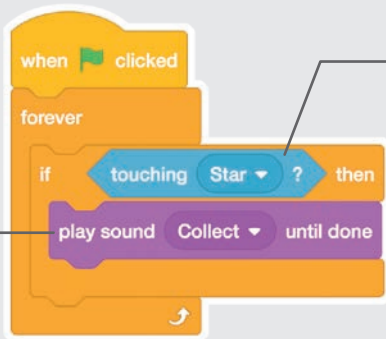 when clicked
forever
if touching Star ? then
play sound Collect until done